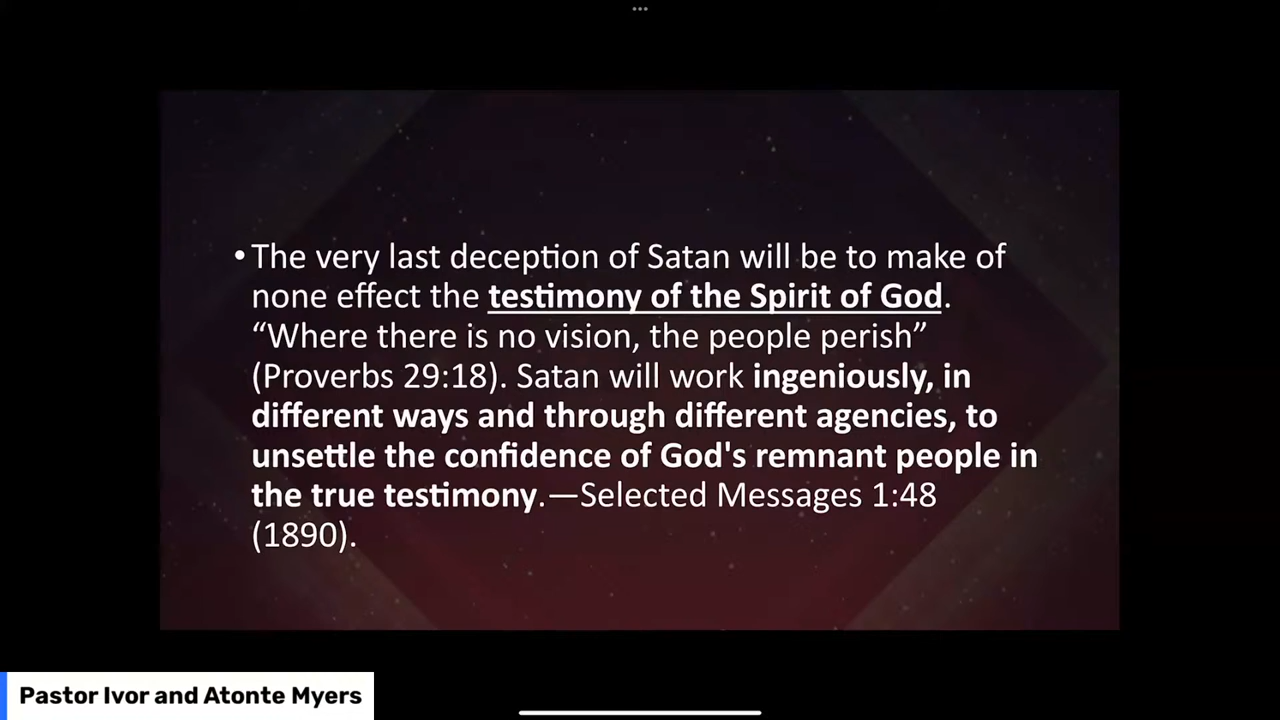 •The very last deception of Satan will be to make of
none effect the testimony of the Spirit of God.
“Where there is no vision, the people perish”
(Proverbs 29:18). Satan will work ingeniously, in
different ways and through different agencies, to
unsettle the confidence of God's remnant people in
the true testimony.—Selected Messages 1:48
(1890).
Pastor Ivor and Atonte Myers